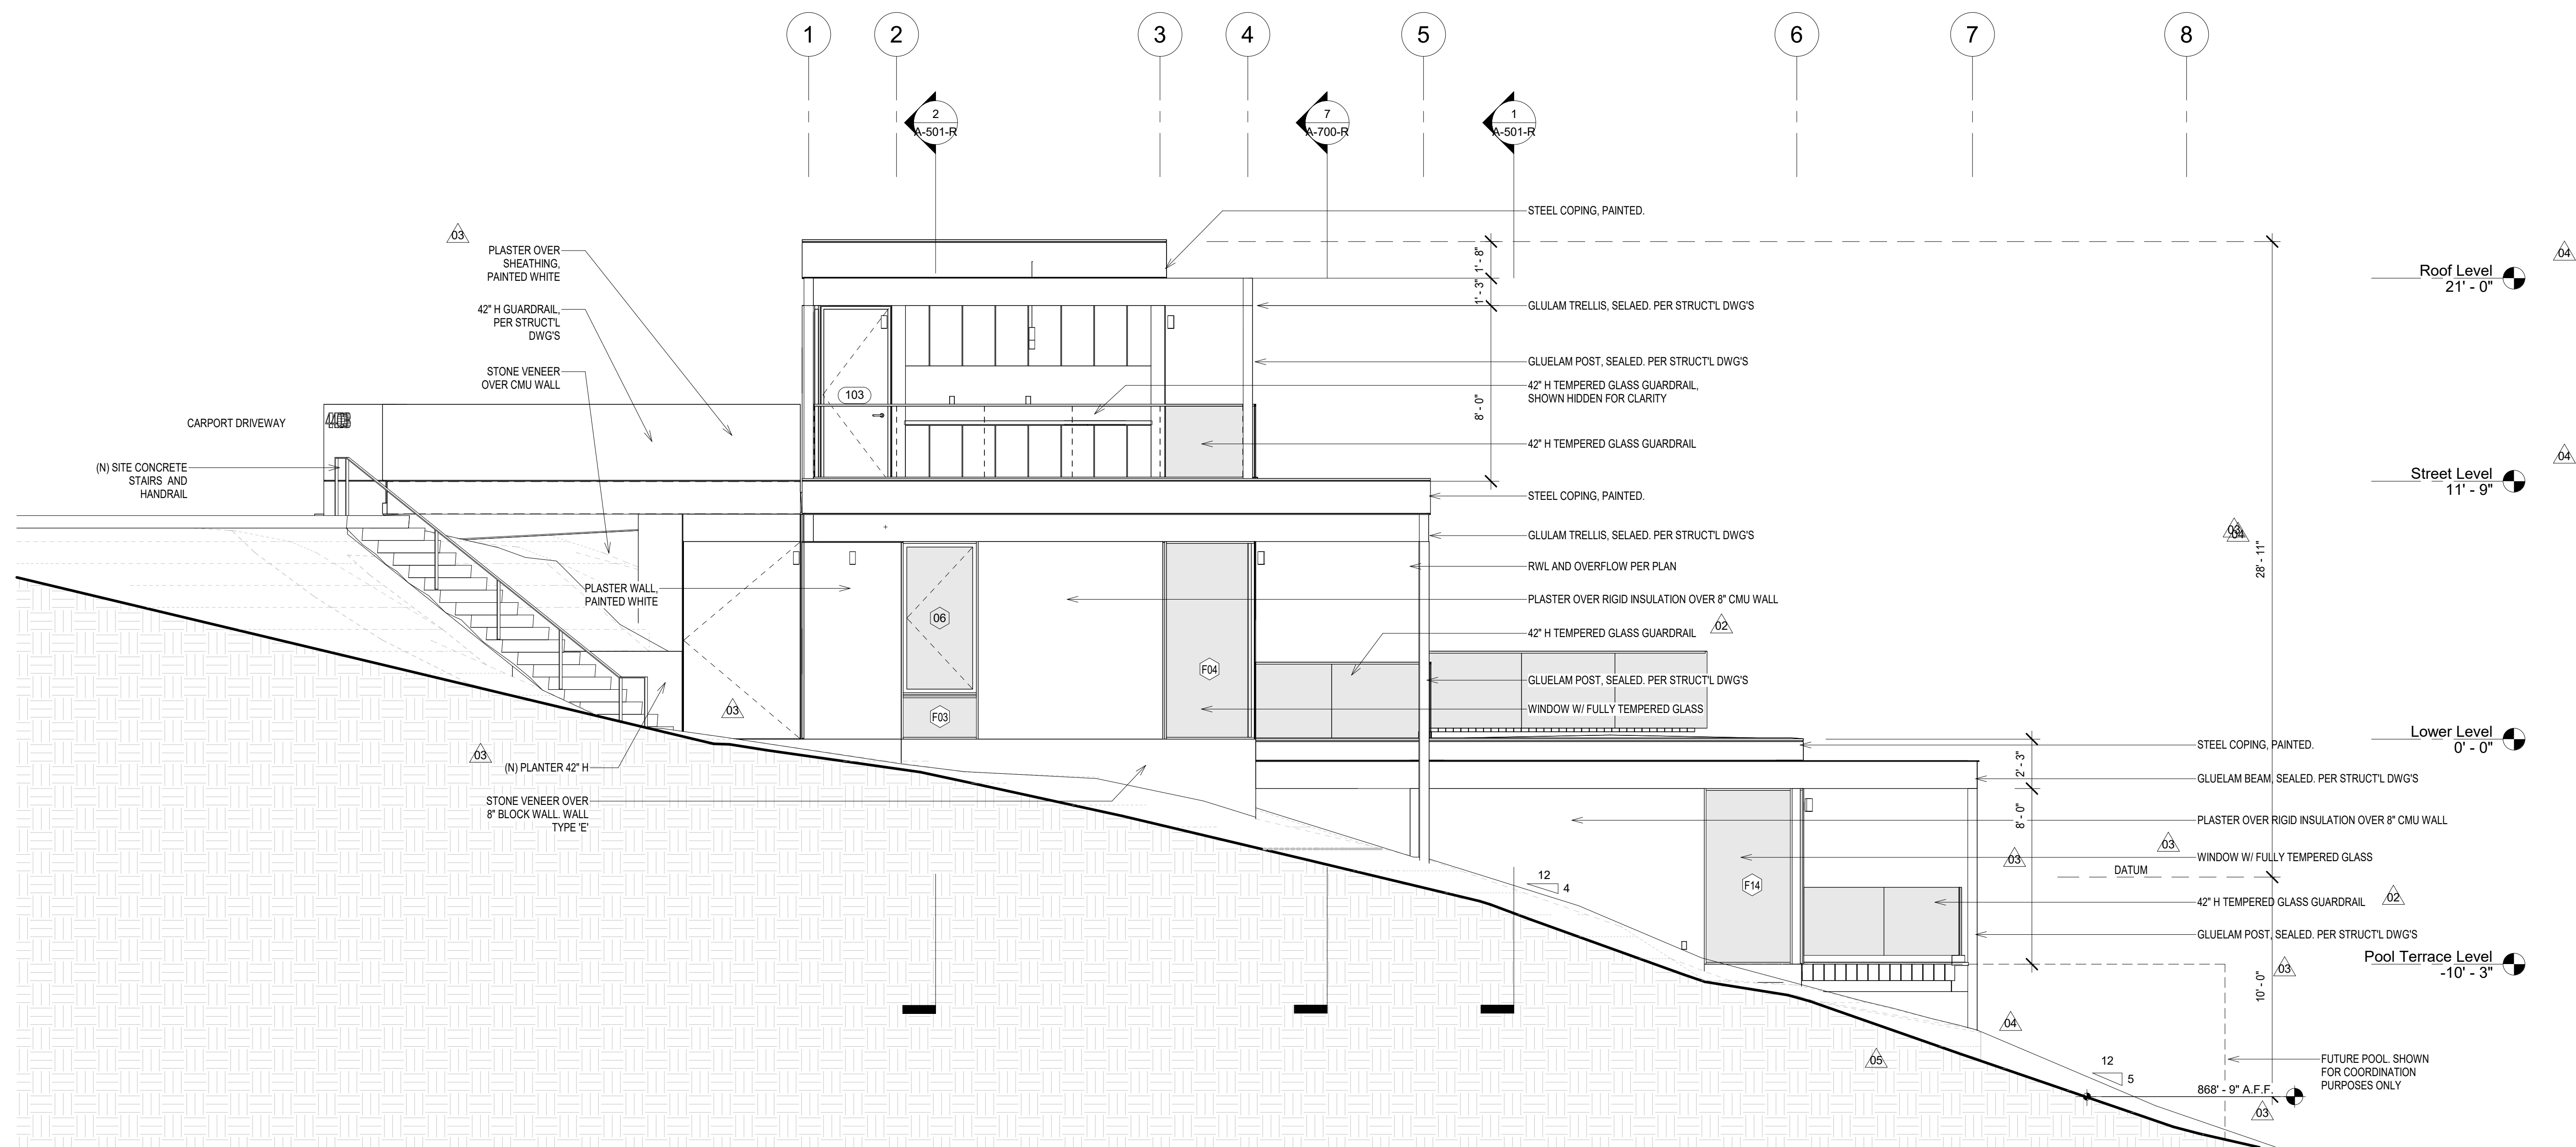 1
2
3
4
5
6
7
8
2
A-501-R
7
A-700-R
1
A-501-R
STEEL COPING, PAINTED.
03
PLASTER OVER
SHEATHING,
PAINTED WHITE
42" H GUARDRAIL,
PER STRUCT'L
DWG'S
STONE VENEER
OVER CMU WALL
CARPORT DRIVEWAY
(N) SITE CONCRETE
STAIRS AND
HANDRAIL
1' - 8"
1' - 3"
8' - 0"
GLULAM TRELLIS, SELAED. PER STRUCT'L DWG'S
GLUELAM POST, SEALED. PER STRUCT'L DWG'S
103
42" H TEMPERED GLASS GUARDRAIL,
SHOWN HIDDEN FOR CLARITY
42" H TEMPERED GLASS GUARDRAIL
STEEL COPING, PAINTED.
GLULAM TRELLIS, SELAED. PER STRUCT'L DWG'S
RWL AND OVERFLOW PER PLAN
PLASTER WALL,
PAINTED WHITE
PLASTER OVER RIGID INSULATION OVER 8" CMU WALL
06
42" H TEMPERED GLASS GUARDRAIL
02
F04
GLUELAM POST, SEALED. PER STRUCT'L DWG'S
WINDOW W/ FULLY TEMPERED GLASS
F03
03
03
(N) PLANTER 42" H
STONE VENEER OVER
8" BLOCK WALL. WALL
TYPE 'E'
04
Roof Level
21' - 0"
04
Street Level
11' - 9"
03
04
28' - 11"
Lower Level
0' - 0"
STEEL COPING, PAINTED.
2' - 3"
GLUELAM BEAM, SEALED. PER STRUCT'L DWG'S
8' - 0"
PLASTER OVER RIGID INSULATION OVER 8" CMU WALL
03
03
WINDOW W/ FULLY TEMPERED GLASS
DATUM
12
4
F14
42" H TEMPERED GLASS GUARDRAIL
02
GLUELAM POST, SEALED. PER STRUCT'L DWG'S
Pool Terrace Level
-10' - 3"
03
10' - 0"
04
05
12
5
FUTURE POOL. SHOWN
FOR COORDINATION
PURPOSES ONLY
868' - 9" A.F.F.
03